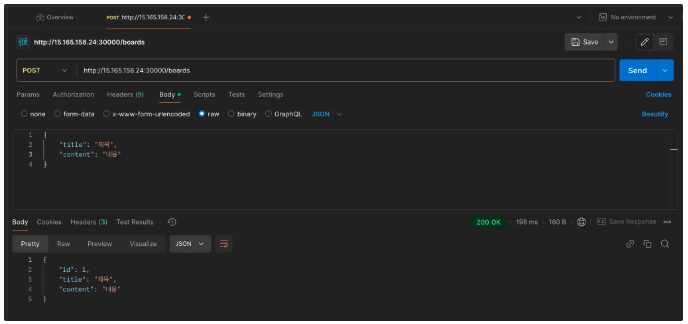 Overview
POST http://15.165.158.24:3C
+
No environment
HTTP http://15.165.158.24:30000/boards
Save
POST
http://15.165.158.24:30000/boards
Send
Params Authorization Headers (9) Body Scripts Tests Settings
Cookies
none form-data x-www-form-urlencoded raw binary GraphQL JSON
Beautify
1 {
2 "title": "제목",
3 "content": "내용"
4 }
Body Cookies Headers (3) Test Results
200 OK · 198 ms · 160 B
Save Response
Pretty Raw Preview Visualize JSON
1 {
2 "id": 1,
3 "title": "제목",
4 "content": "내용"
5 }